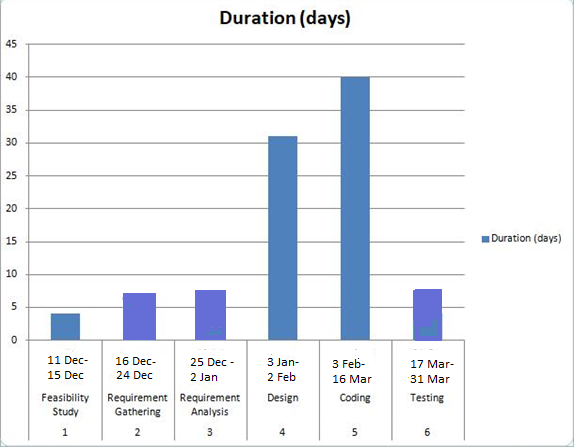 Duration (days)
45
40
35
30
25
20
15
10
5
0
Duration (days)
11 Dec-
15 Dec
16 Dec-
24 Dec
25 Dec -
2 Jan
3 Jan-
2 Feb
3 Feb-
16 Mar
17 Mar-
31 Mar
Feasibility
Study
Requirement
Gathering
Requirement
Analysis
Design
Coding
Testing
1
2
3
4
5
6